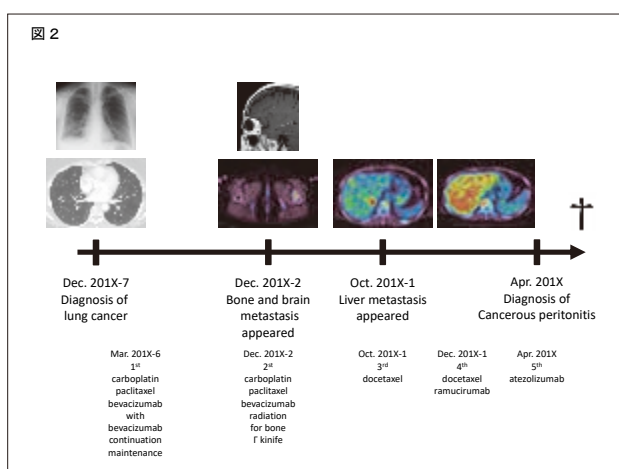 図 2
Dec. 201X-7
Diagnosis of
lung cancer
Dec. 201X-2
Bone and brain
metastasis
appeared
Oct. 201X-1
Liver metastasis
appeared
Apr. 201X
Diagnosis of
Cancerous peritonitis
Mar. 201X-6
1st
carboplatin
paclitaxel
bevacizumab
with
bevacizumab
continuation
maintenance
Dec. 201X-2
2st
carboplatin
paclitaxel
bevacizumab
radiation
for bone
Γ kinife
Oct. 201X-1
3rd
docetaxel
Dec. 201X-1
4th
docetaxel
ramucirumab
Apr. 201X
5th
atezolizumab